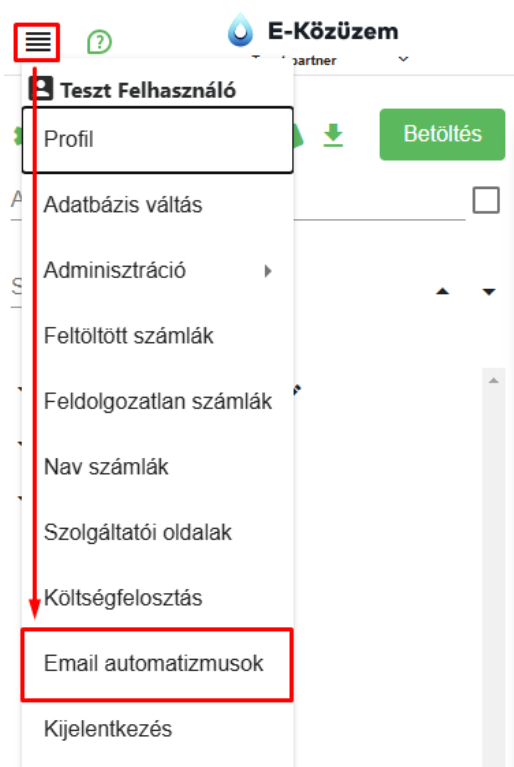 E-Közüzem
partner
Teszt Felhasználó
Profil
Betöltés
Adatbázis váltás
Adminisztráció
Feltöltött számlák
Feldolgozatlan számlák
Nav számlák
Szolgáltatói oldalak
Költségfelosztás
Email automatizmusok
Kijelentkezés